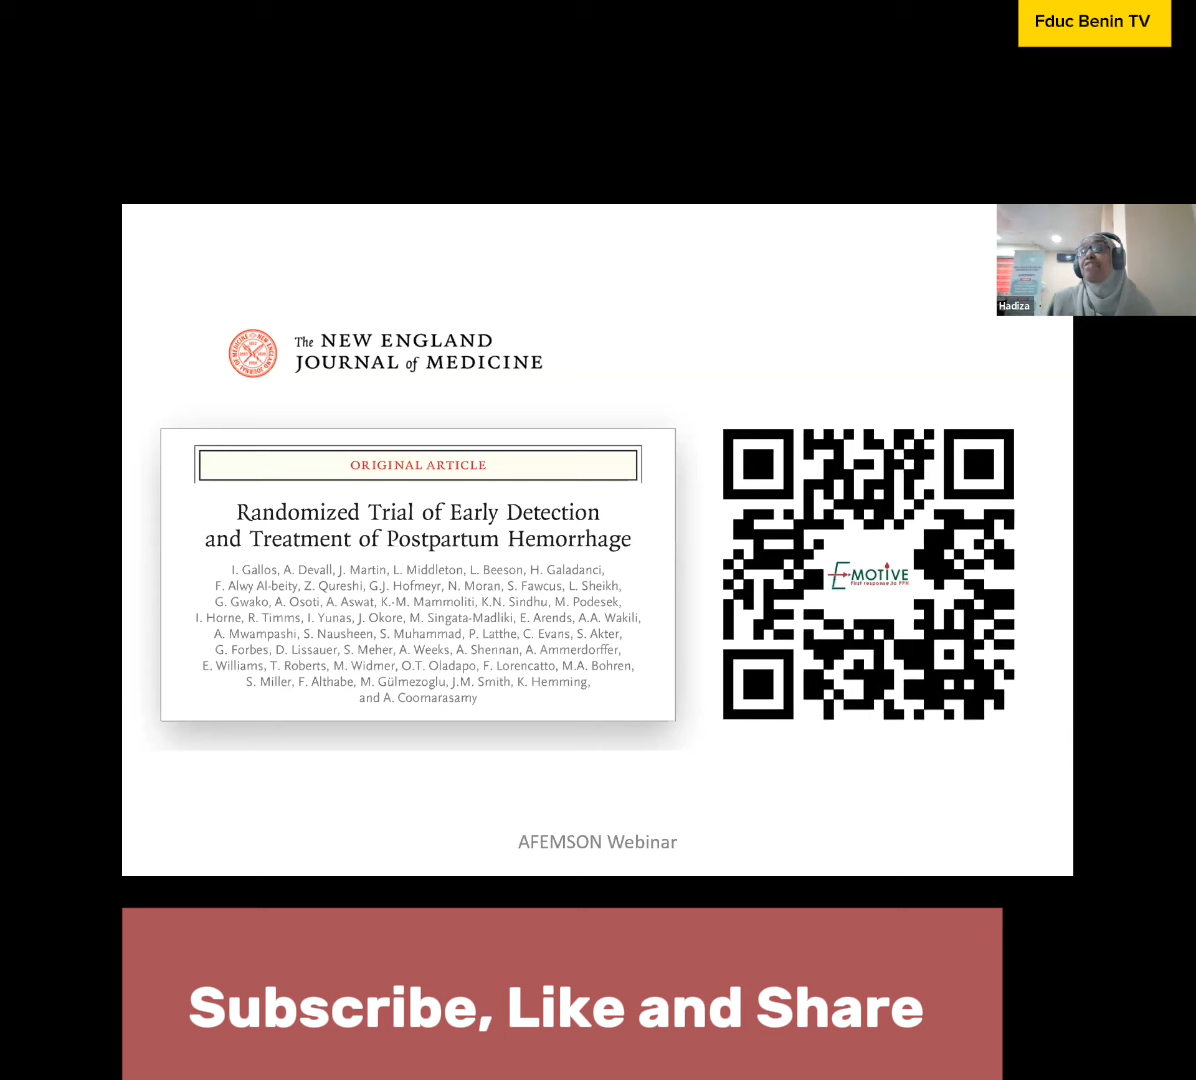 Fduc Benin TV
Hadiza
The NEW ENGLAND
JOURNAL of MEDICINE
ORIGINAL ARTICLE
Randomized Trial of Early Detection
and Treatment of Postpartum Hemorrhage
I. Gallos, A. Devall, J. Martin, L. Middleton, L. Beeson, H. Galadanci,
F. Alwy Al-beity, Z. Qureshi, G.J. Hofmeyr, N. Moran, S. Fawcus, L. Sheikh,
G. Gwako, A. Osoti, A. Aswat, K.-M. Mammoliti, K.N. Sindhu, M. Podesek,
I. Horne, R. Timms, I. Yunas, J. Okore, M. Singata-Madliki, E. Arends, A.A. Wakili,
A. Mwampashi, S. Nausheen, S. Muhammad, P. Latthe, C. Evans, S. Akter,
G. Forbes, D. Lissauer, S. Meher, A. Weeks, A. Shennan, A. Ammerdorffer,
E. Williams, T. Roberts, M. Widmer, O.T. Oladapo, F. Lorencatto, M.A. Bohren,
S. Miller, F. Althabe, M. Gülmezoglu, J.M. Smith, K. Hemming,
and A. Coomarasamy
E-MOTIVE
First response to PPH
AFEMSON Webinar
Subscribe, Like and Share